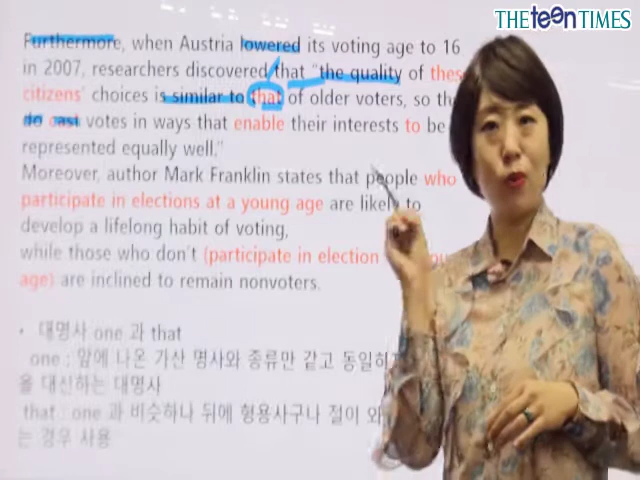 THE teen TIMES
Furthermore, when Austria lowered its voting age to 16
in 2007, researchers discovered that "the quality of thes
citizens' choices is similar to that of older voters, so th
do cast votes in ways that enable their interests to be
represented equally well."
Moreover, author Mark Franklin states that people who
participate in elections at a young age are likely to
develop a lifelong habit of voting,
while those who don't (participate in election
age) are inclined to remain nonvoters.
• 대명사 one 과 that
one : 앞에 나온 가산 명사와 종류만 같고 동일하지
을 대신하는 대명사
that : one 과 비슷하나 뒤에 형용사구나 절이 와
는 경우 사용